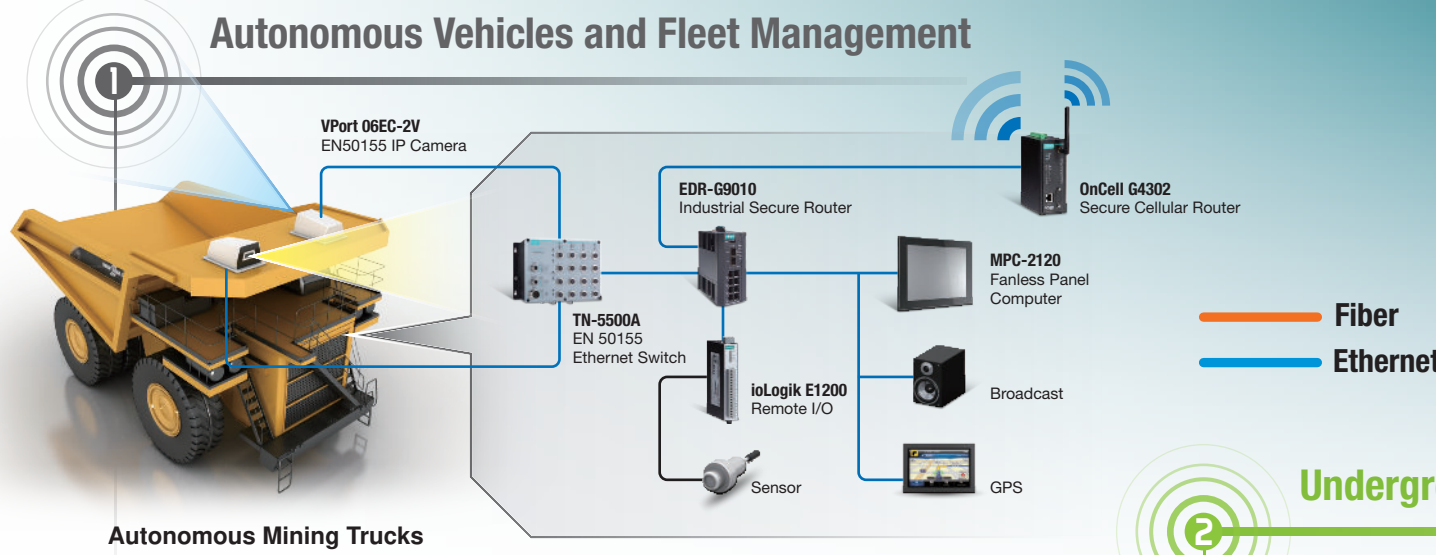 Autonomous Vehicles and Fleet Management
1
VPort 06EC-2V
EN50155 IP Camera
EDR-G9010
Industrial Secure Router
OnCell G4302
Secure Cellular Router
MPC-2120
Fanless Panel
Computer
TN-5500A
EN 50155
Ethernet Switch
Fiber
Ethernet
ioLogik E1200
Remote I/O
Broadcast
Sensor
GPS
Autonomous Mining Trucks
2
Undergr